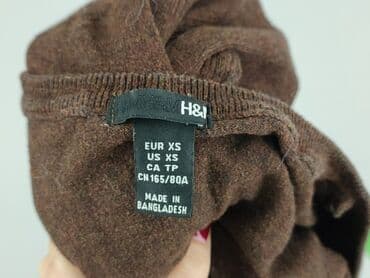 H&M
EUR XS
US XS
CA TP
CN 165/80A
MADE IN
BANGLADESH